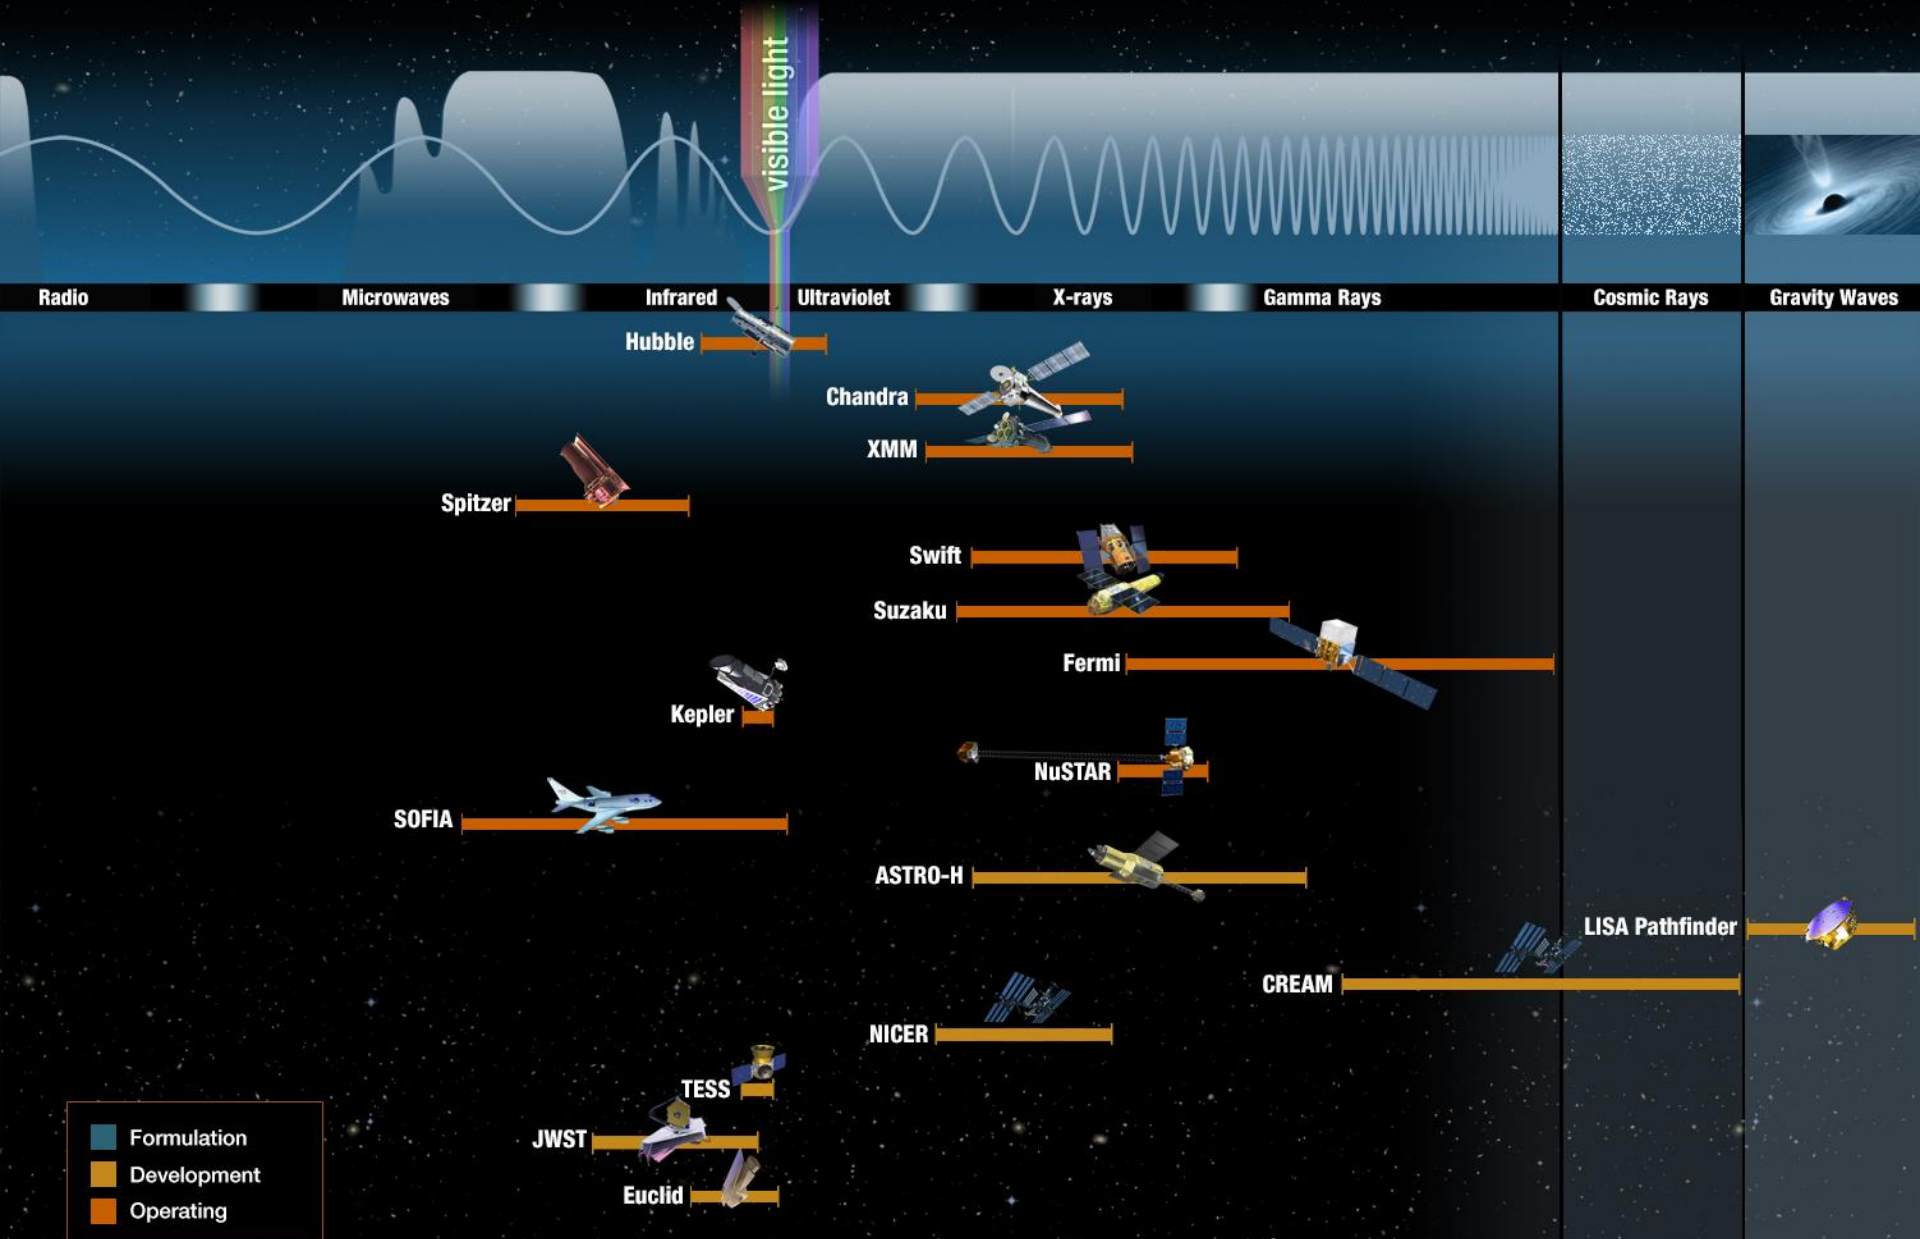 visible light
Radio
Microwaves
Infrared
Ultraviolet
X-rays
Gamma Rays
Cosmic Rays
Gravity Waves
Hubble
Chandra
XMM
Spitzer
Swift
Suzaku
Fermi
Kepler
NuSTAR
SOFIA
ASTRO-H
LISA Pathfinder
CREAM
NICER
TESS
JWST
Euclid
Formulation
Development
Operating